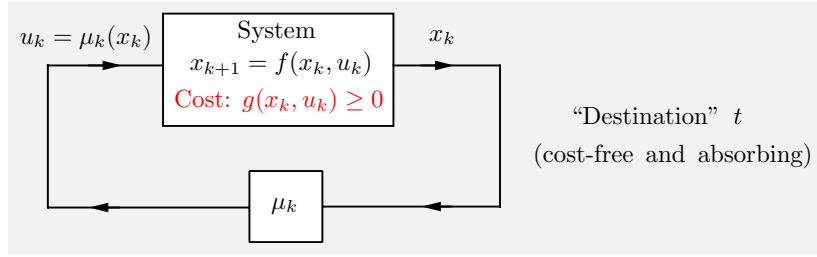 u_k = μ_k(x_k)
System
x_{k+1} = f(x_k, u_k)
Cost: g(x_k, u_k) ≥ 0
x_k
“Destination” t
(cost-free and absorbing)
μ_k